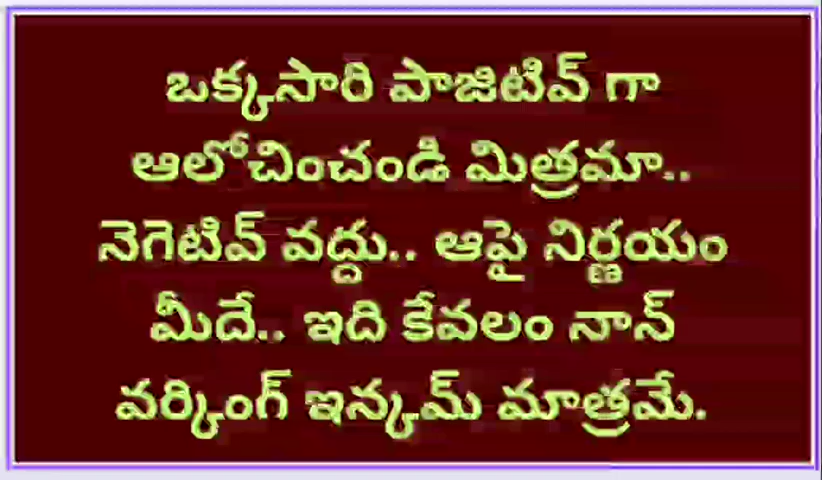 ఒక్కసారి పాజిటివ్ గా
ఆలోచించండి మిత్రమా..
నెగెటివ్ వద్దు.. ఆపై నిర్ణయం
మీదే.. ఇది కేవలం నాన్
వర్కింగ్ ఇన్కమ్ మాత్రమే.